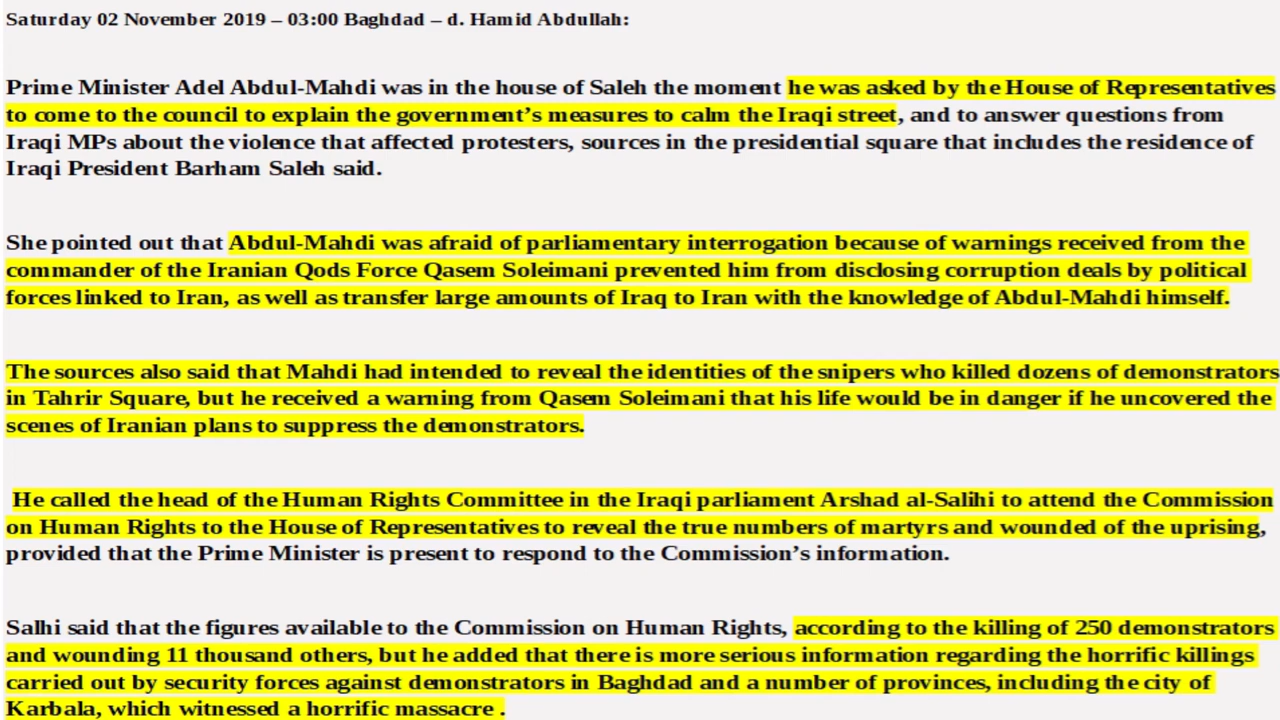 Saturday 02 November 2019 – 03:00 Baghdad – d. Hamid Abdullah:
Prime Minister Adel Abdul-Mahdi was in the house of Saleh the moment he was asked by the House of Representatives
to come to the council to explain the government’s measures to calm the Iraqi street, and to answer questions from
Iraqi MPs about the violence that affected protesters, sources in the presidential square that includes the residence of
Iraqi President Barham Saleh said.
She pointed out that Abdul-Mahdi was afraid of parliamentary interrogation because of warnings received from the
commander of the Iranian Qods Force Qasem Soleimani prevented him from disclosing corruption deals by political
forces linked to Iran, as well as transfer large amounts of Iraq to Iran with the knowledge of Abdul-Mahdi himself.
The sources also said that Mahdi had intended to reveal the identities of the snipers who killed dozens of demonstrators
in Tahrir Square, but he received a warning from Qasem Soleimani that his life would be in danger if he uncovered the
scenes of Iranian plans to suppress the demonstrators.
He called the head of the Human Rights Committee in the Iraqi parliament Arshad al-Salihi to attend the Commission
on Human Rights to the House of Representatives to reveal the true numbers of martyrs and wounded of the uprising,
provided that the Prime Minister is present to respond to the Commission’s information.
Salhi said that the figures available to the Commission on Human Rights, according to the killing of 250 demonstrators
and wounding 11 thousand others, but he added that there is more serious information regarding the horrific killings
carried out by security forces against demonstrators in Baghdad and a number of provinces, including the city of
Karbala, which witnessed a horrific massacre .